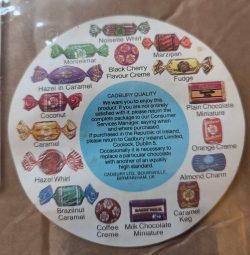 Noisette Whirl
Montelimar
Black Cherry
Flavour Creme
Marzipan
Fudge
Hazel in Caramel
Plain Chocolate
Miniature
Coconut
Orange Creme
Caramel
Almond Charm
Hazel Whirl
Caramel
Keg
Brazilnut
Caramel
Coffee
Creme
Milk Chocolate
Miniature
CADBURY QUALITY
We want you to enjoy this
product. If you are not entirely
satisfied with it, please return the
complete package to our Consumer
Services Manager, saying when
and where purchased.
If purchased in the Republic of Ireland,
please return to Cadbury Ireland Limited,
Coolock, Dublin 5.
Occasionally it is necessary to
replace a particular chocolate
with another of an equally
high standard.
CADBURY LTD., BOURNVILLE,
BIRMINGHAM, UK